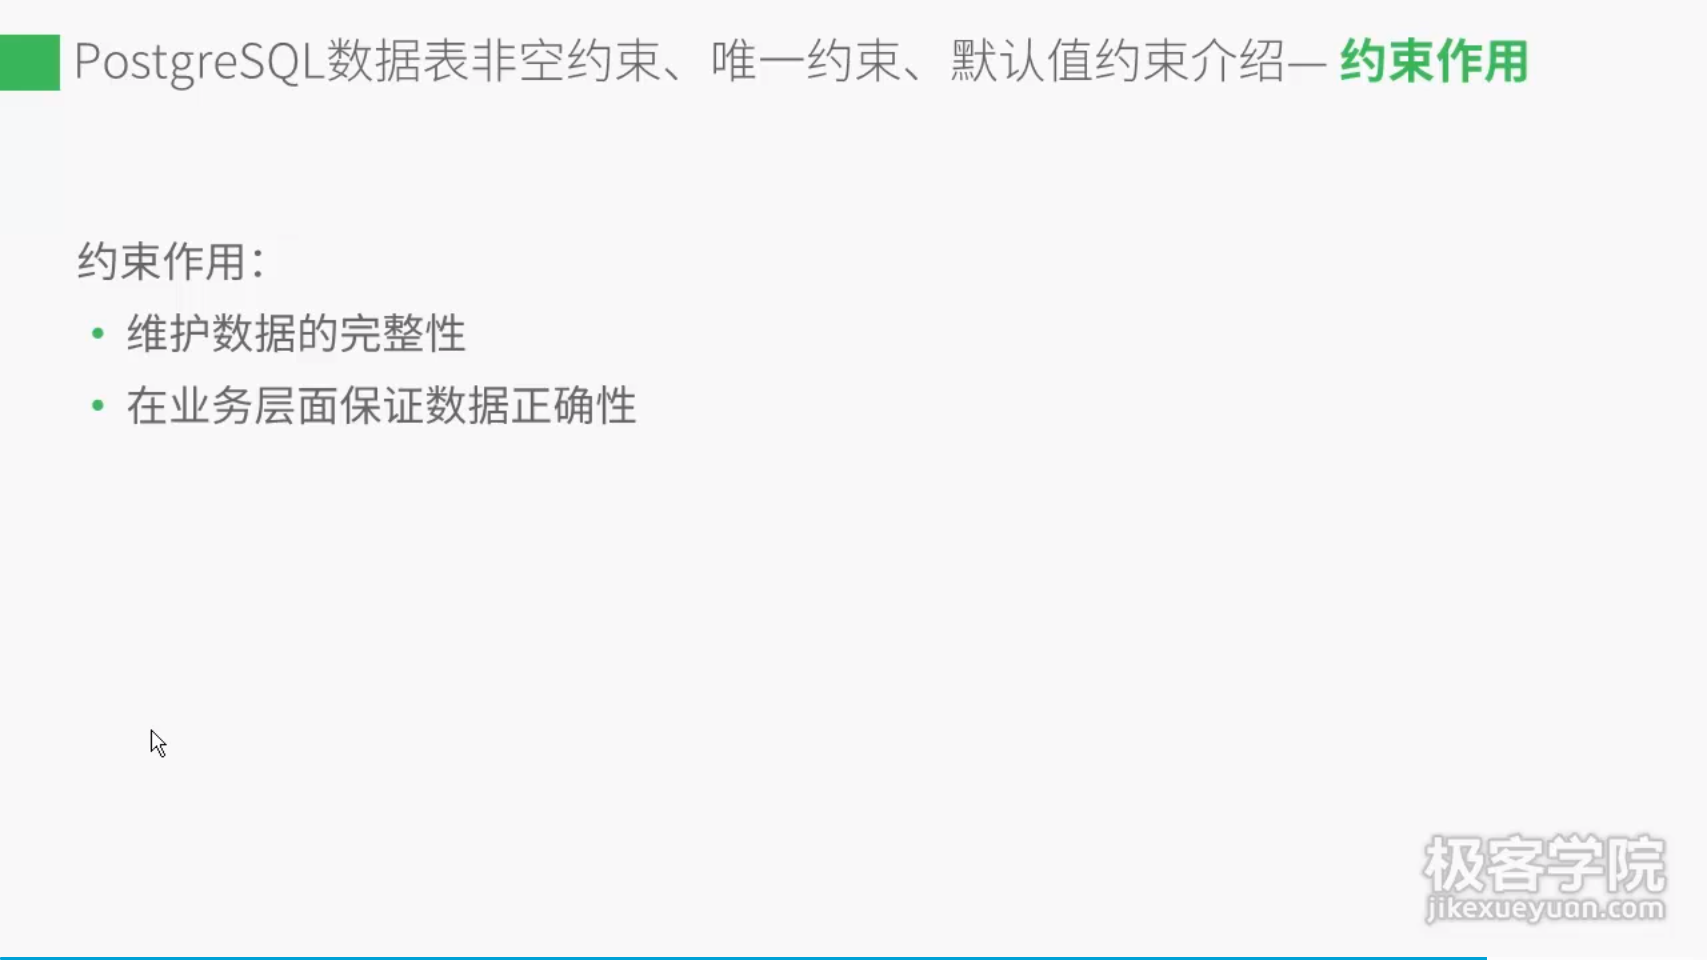 PostgreSQL数据表非空约束、唯一约束、默认值约束介绍— 约束作用
约束作用：
• 维护数据的完整性
• 在业务层面保证数据正确性
极客学院
jikexueyuan.com